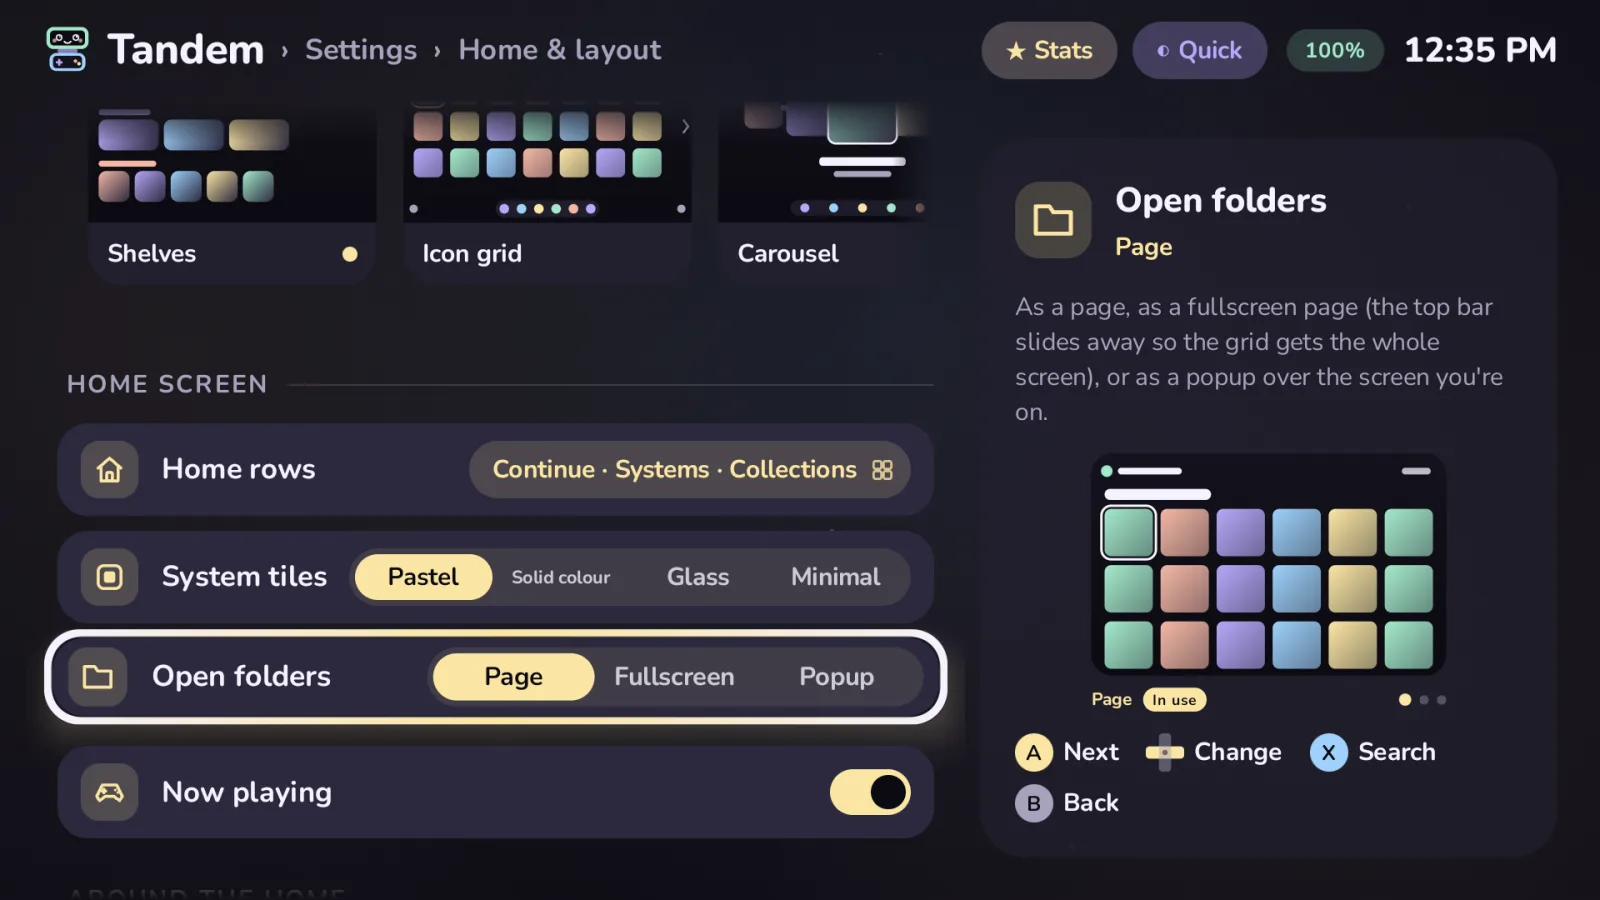 Tandem › Settings › Home & layout
★ Stats
Quick
100%
12:35 PM
Shelves
Icon grid
Carousel
HOME SCREEN
Home rows
Continue · Systems · Collections
System tiles
Pastel
Solid colour
Glass
Minimal
Open folders
Page
Fullscreen
Popup
Now playing
AROUND THE HOME
Open folders
Page
As a page, as a fullscreen page (the top bar
slides away so the grid gets the whole
screen), or as a popup over the screen you're
on.
Page
In use
A Next
Change
X Search
B Back